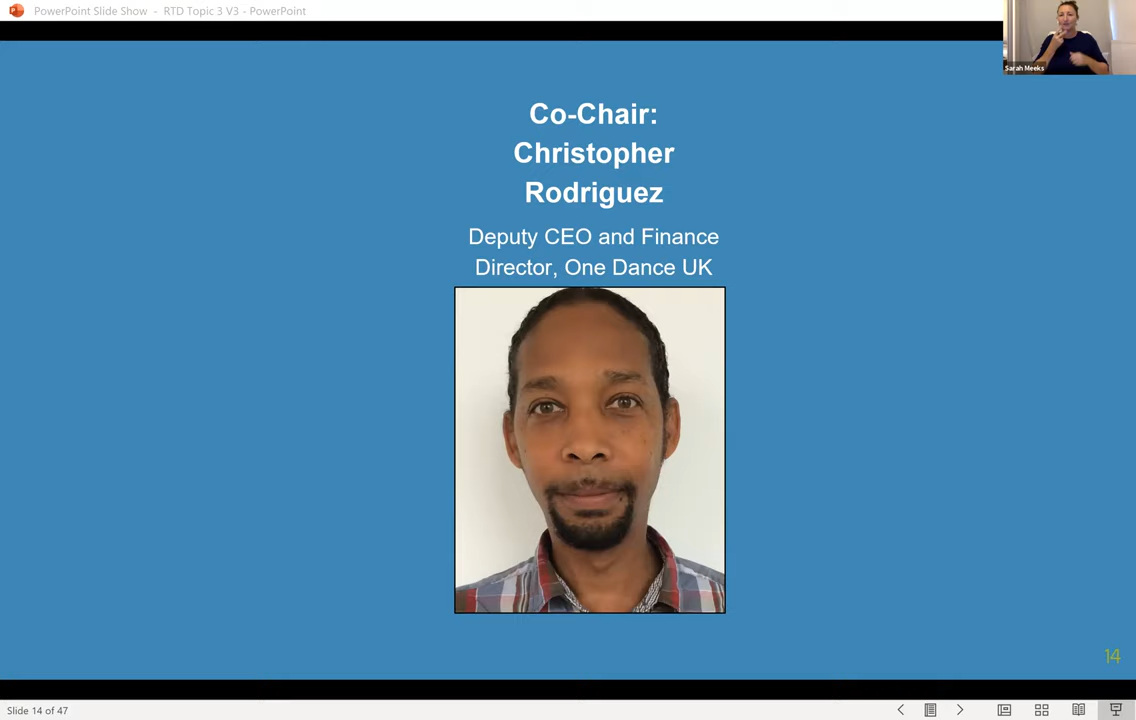 PowerPoint Slide Show - RTD Topic 3 V3 - PowerPoint
Sarah Meeks
Co-Chair:
Christopher
Rodriguez
Deputy CEO and Finance
Director, One Dance UK
14
Slide 14 of 47